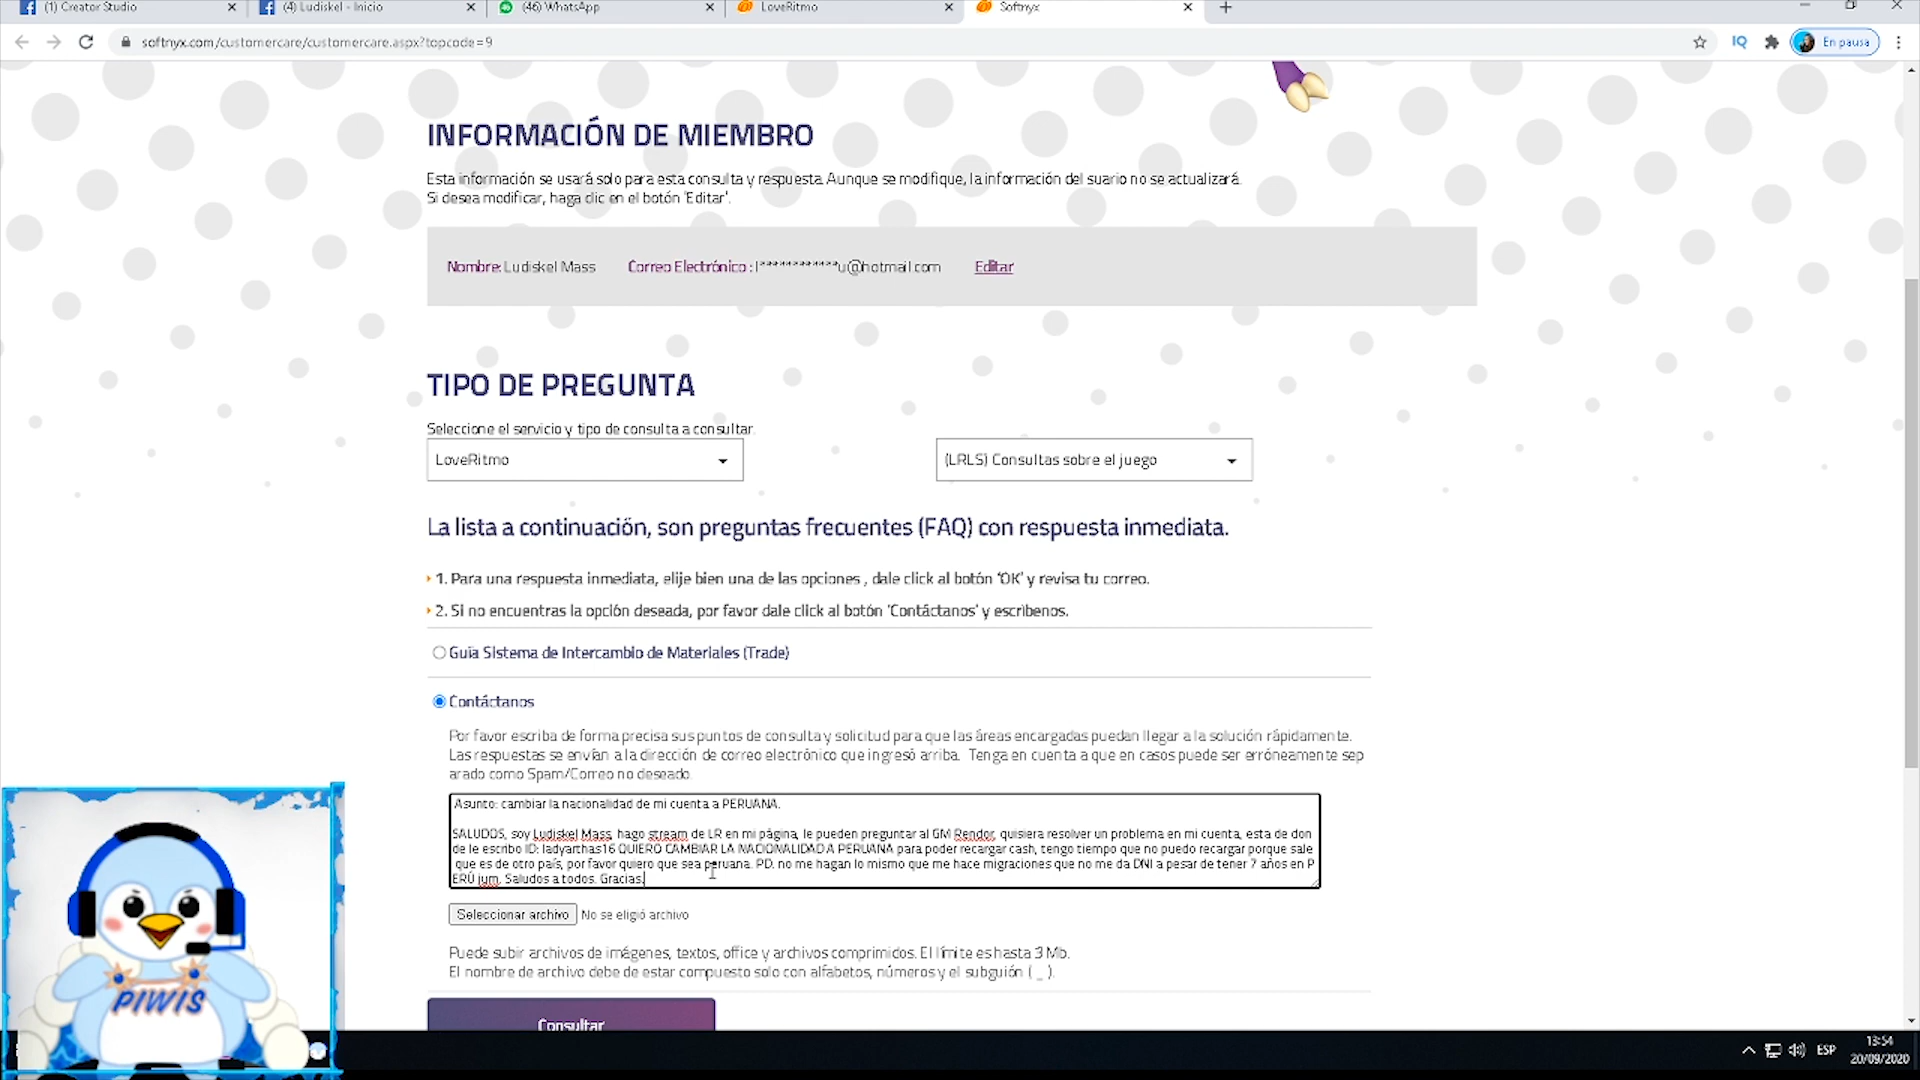 (1) Creator Studio
(4) Ludiskel - Inicio
(46) WhatsApp
LoveRitmo
Softnyx
softnyx.com/customercare/customercare.aspx?topcode=9
IQ
En pausa
INFORMACIÓN DE MIEMBRO
Esta información se usará solo para esta consulta y respuesta. Aunque se modifique, la información del suario no se actualizará.
Si desea modificar, haga clic en el botón 'Editar'.
Nombre: Ludiskel Mass Correo Electrónico : l*************u@hotmail.com Editar
TIPO DE PREGUNTA
Seleccione el servicio y tipo de consulta a consultar.
LoveRitmo
(LRLS) Consultas sobre el juego
La lista a continuación, son preguntas frecuentes (FAQ) con respuesta inmediata.
1. Para una respuesta inmediata, elije bien una de las opciones , dale click al botón 'OK' y revisa tu correo.
2. Si no encuentras la opción deseada, por favor dale click al botón 'Contáctanos' y escríbenos.
Guía Sistema de Intercambio de Materiales (Trade)
Contáctanos
Por favor escriba de forma precisa sus puntos de consulta y solicitud para que las áreas encargadas puedan llegar a la solución rápidamente.
Las respuestas se envían a la dirección de correo electrónico que ingresó arriba. Tenga en cuenta a que en casos puede ser erróneamente sep
arado como Spam/Correo no deseado.
Asunto: cambiar la nacionalidad de mi cuenta a PERUANA.
SALUDOS, soy Ludiskel Mass, hago stream de LR en mi página, le pueden preguntar al GM Rendor, quisiera resolver un problema en mi cuenta, esta de don
de le escribo ID: ladyarthas16 QUIERO CAMBIAR LA NACIONALIDAD A PERUANA para poder recargar cash, tengo tiempo que no puedo recargar porque sale
que es de otro país, por favor quiero que sea peruana. PD. no me hagan lo mismo que me hace migraciones que no me da DNI a pesar de tener 7 años en P
ERÚ jum. Saludos a todos. Gracias.
Seleccionar archivo No se eligió archivo
Puede subir archivos de imágenes, textos, office y archivos comprimidos. El límite es hasta 3 Mb.
El nombre de archivo debe de estar compuesto solo con alfabetos, números y el subguión ( _ ).
Consultar
PIWIS
ESP
13:54
20/09/2020